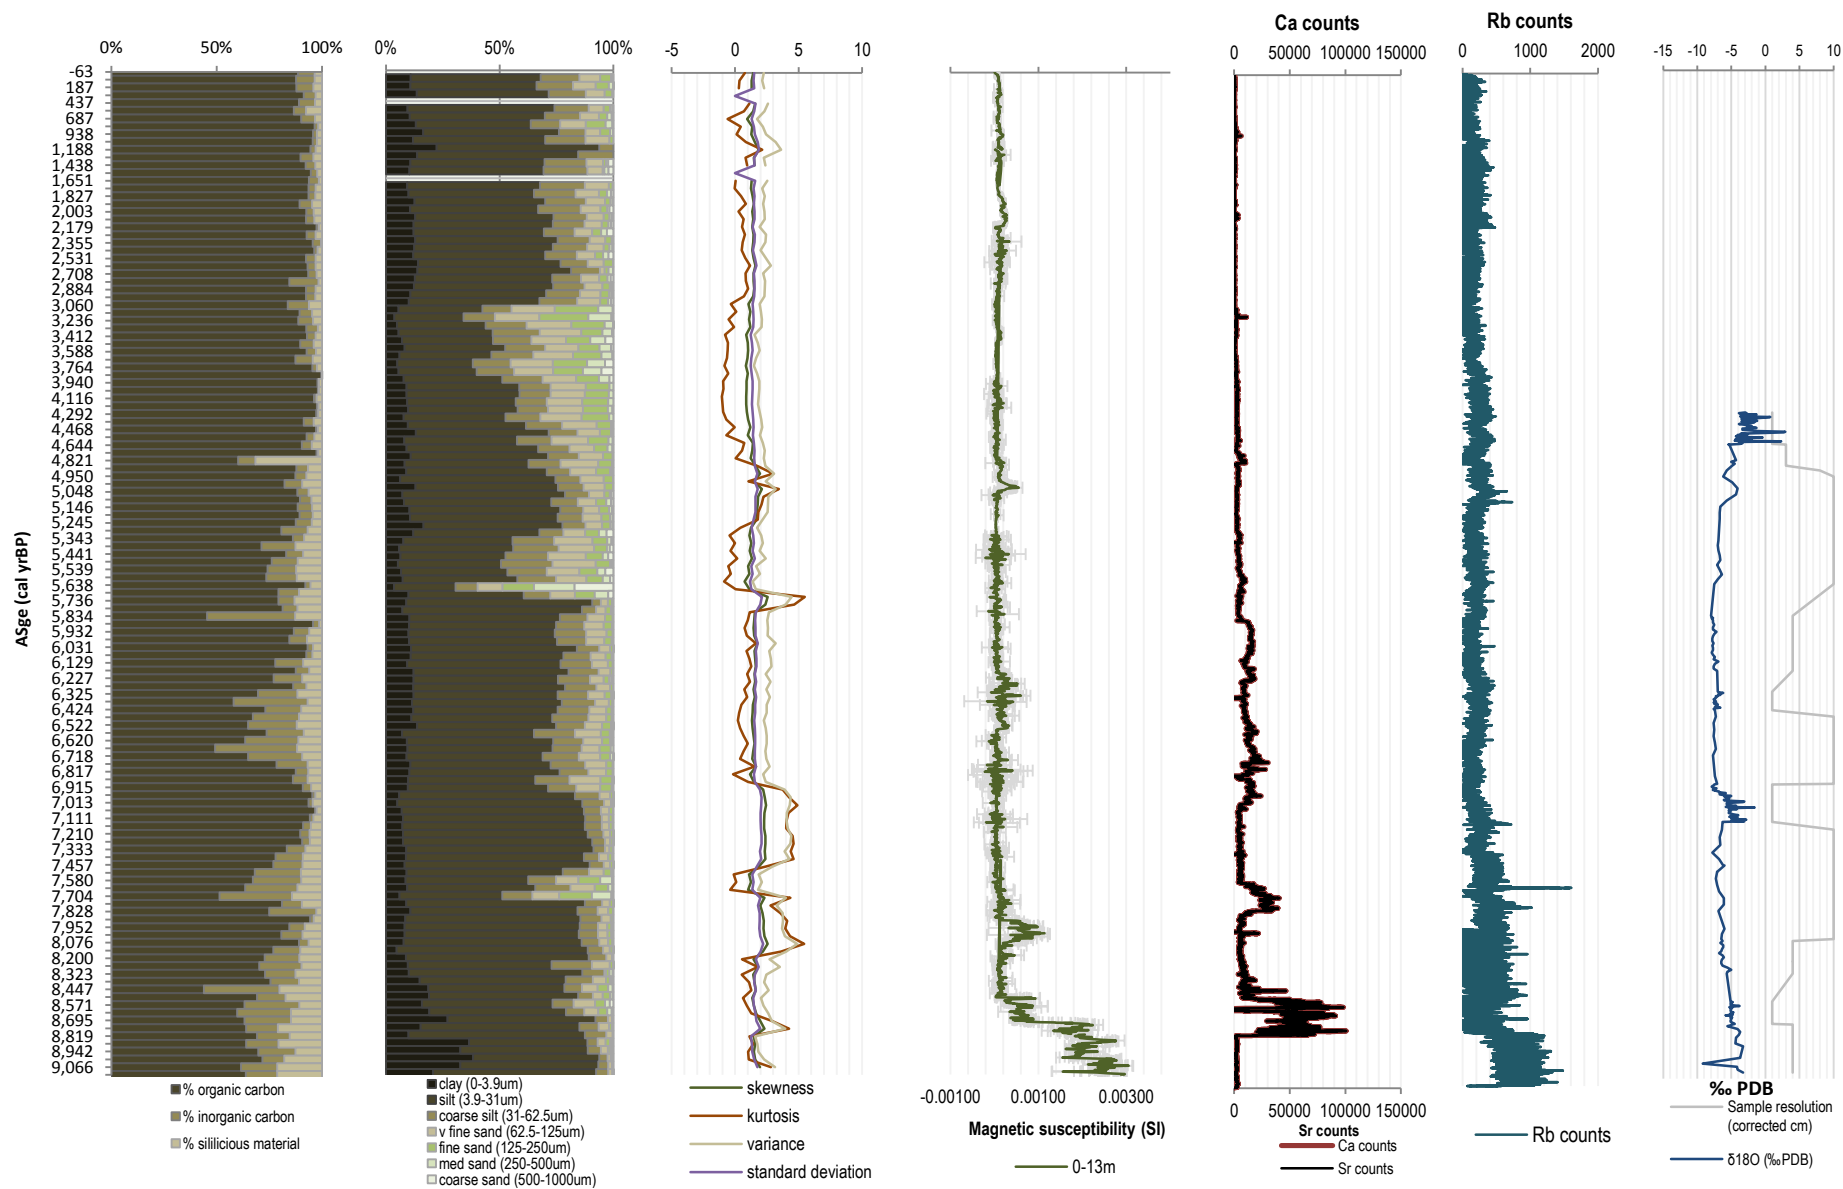 Ca counts
Rb counts
0% 50% 100%
0% 50% 100%
-5 0 5 10
0 50000 100000 150000
0 1000 2000
-15 -10 -5 0 5 10
ASge (cal yrBP)
-63
187
437
687
938
1,188
1,438
1,651
1,827
2,003
2,179
2,355
2,531
2,708
2,884
3,060
3,236
3,412
3,588
3,764
3,940
4,116
4,292
4,468
4,644
4,821
4,950
5,048
5,146
5,245
5,343
5,441
5,539
5,638
5,736
5,834
5,932
6,031
6,129
6,227
6,325
6,424
6,522
6,620
6,718
6,817
6,915
7,013
7,111
7,210
7,333
7,457
7,580
7,704
7,828
7,952
8,076
8,200
8,323
8,447
8,571
8,695
8,819
8,942
9,066
% organic carbon
% inorganic carbon
% sililicious material
clay (0-3.9um)
silt (3.9-31um)
coarse silt (31-62.5um)
v fine sand (62.5-125um)
fine sand (125-250um)
med sand (250-500um)
coarse sand (500-1000um)
skewness
kurtosis
variance
standard deviation
-0.00100 0.00100 0.00300
Magnetic susceptibility (SI)
0-13m
0 50000 100000 150000
Sr counts
Ca counts
Sr counts
Rb counts
‰ PDB
Sample resolution
(corrected cm)
δ18O (‰PDB)